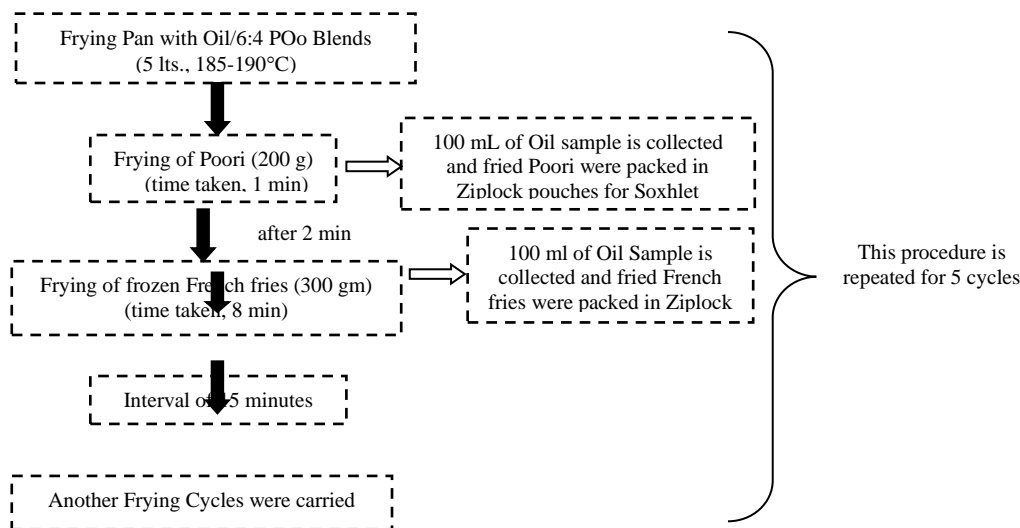 Frying Pan with Oil/6:4 POo Blends
(5 lts., 185-190°C)
Frying of Poori (200 g)
(time taken, 1 min)
100 mL of Oil sample is collected
and fried Poori were packed in
Ziplock pouches for Soxhlet
after 2 min
Frying of frozen French fries (300 gm)
(time taken, 8 min)
100 ml of Oil Sample is
collected and fried French
fries were packed in Ziplock
This procedure is
repeated for 5 cycles
Interval of 5 minutes
Another Frying Cycles were carried